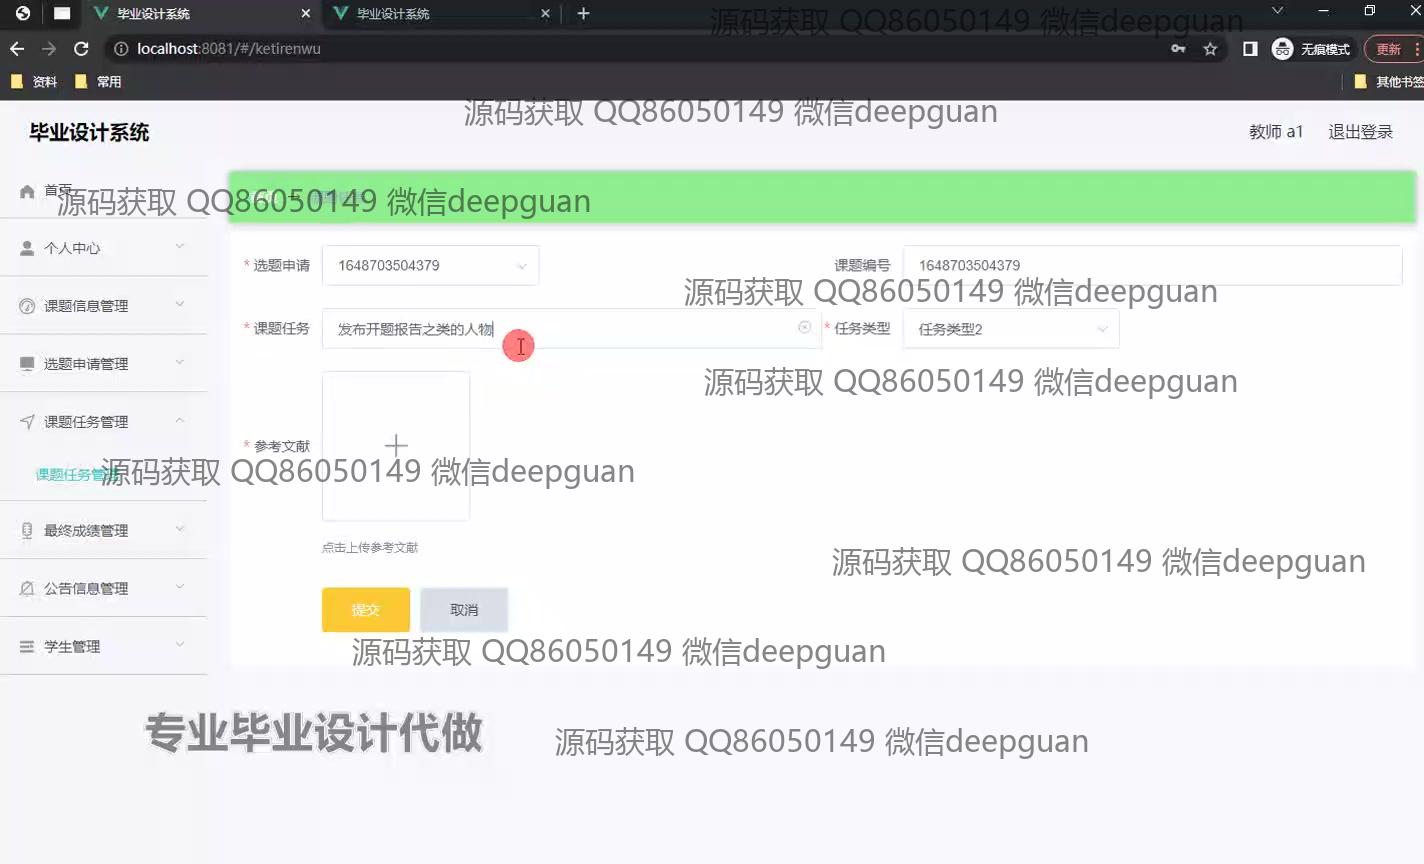 毕业设计系统
毕业设计系统
源码获取 QQ86050149 微信deepguan
localhost:8081/#/ketirenwu
无痕模式
更新
资料
常用
其他书签
源码获取 QQ86050149 微信deepguan
毕业设计系统
教师 a1
退出登录
首页
源码获取 QQ86050149 微信deepguan
个人中心
* 选题申请
1648703504379
课题编号
1648703504379
源码获取 QQ86050149 微信deepguan
课题信息管理
* 课题任务
发布开题报告之类的人物
* 任务类型
任务类型2
选题申请管理
源码获取 QQ86050149 微信deepguan
课题任务管理
* 参考文献
课题任务管理
源码获取 QQ86050149 微信deepguan
最终成绩管理
点击上传参考文献
源码获取 QQ86050149 微信deepguan
公告信息管理
提交
取消
学生管理
源码获取 QQ86050149 微信deepguan
专业毕业设计代做
源码获取 QQ86050149 微信deepguan